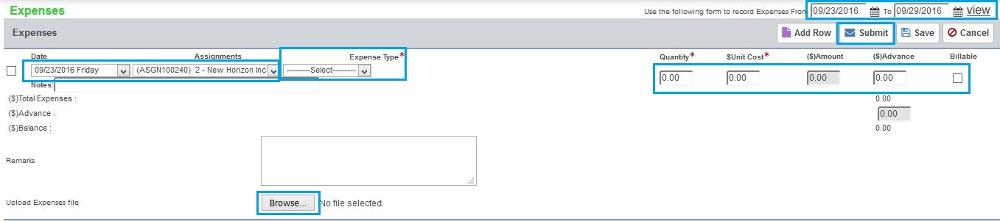 Expenses
Use the following form to record Expenses From 09/23/2016 To 09/29/2016 view
Expenses Add Row Submit Save Cancel
Date Assignments Expense Type* Quantity* $Unit Cost* ($)Amount ($)Advance Billable
09/23/2016 Friday (ASGN100240) 2 - New Horizon Inc --------Select-------- 0.00 0.00 0.00 0.00
Notes:
($)Total Expenses : 0.00
($)Advance : 0.00
($)Balance : 0.00
Remarks
Upload Expenses file Browse... No file selected.